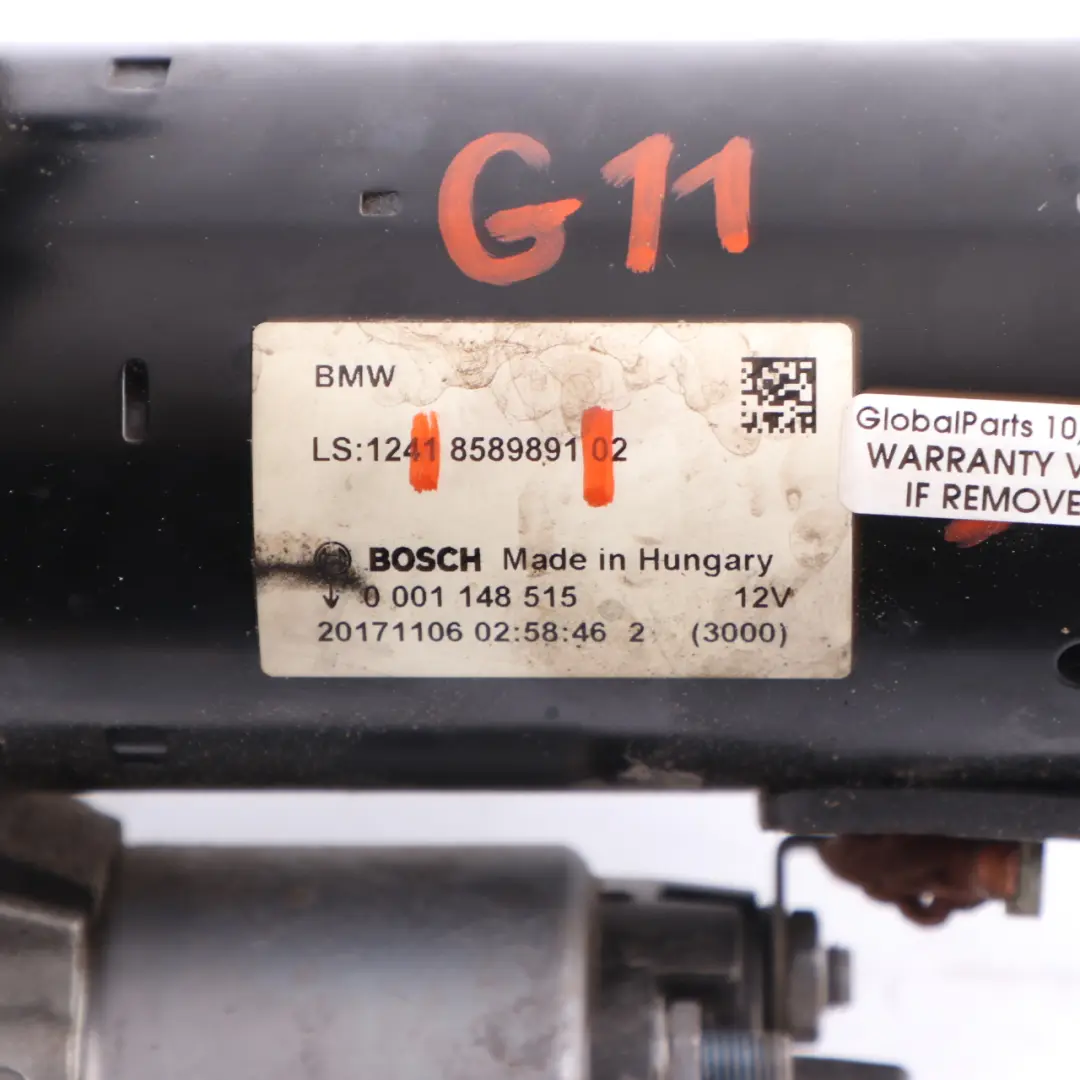 G11
BMW
LS:1241 8589891 02
BOSCH Made in Hungary
0 001 148 515 12V
20171106 02:58:46 2 (3000)
GlobalParts 10,
WARRANTY V
IF REMOVE